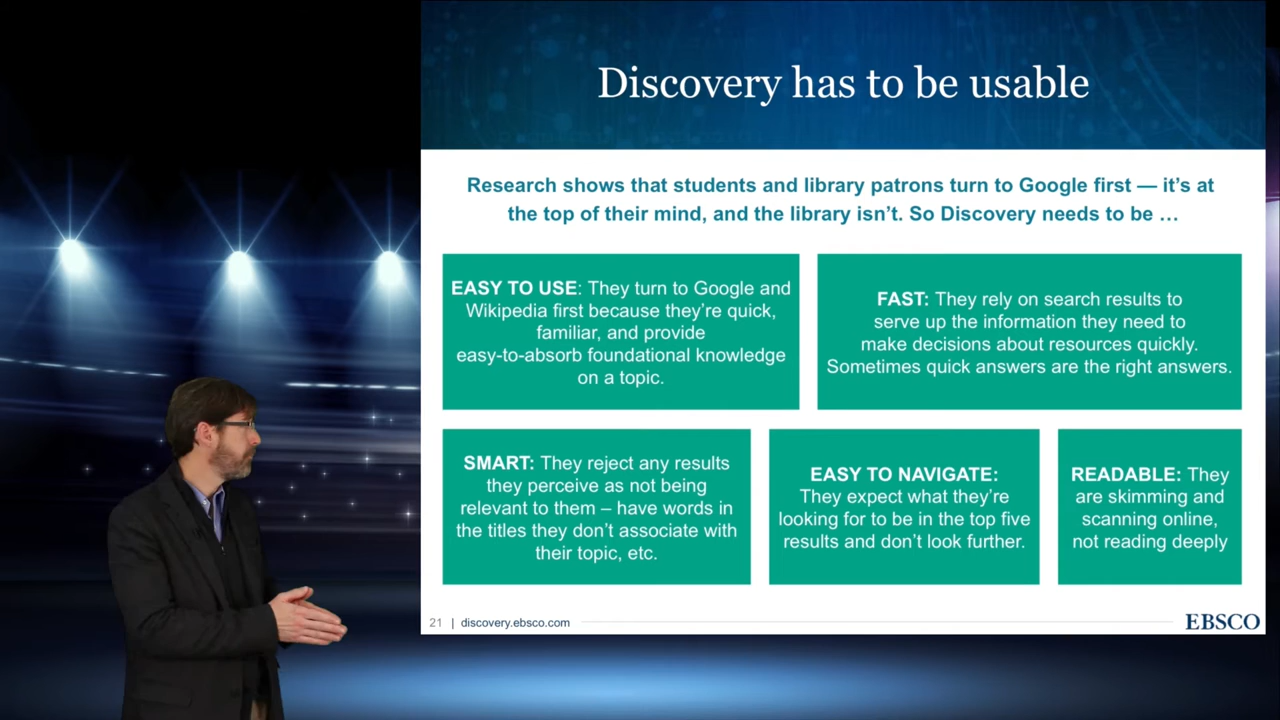 Discovery has to be usable
Research shows that students and library patrons turn to Google first — it's at
the top of their mind, and the library isn't. So Discovery needs to be …
EASY TO USE: They turn to Google and
Wikipedia first because they're quick,
familiar, and provide
easy-to-absorb foundational knowledge
on a topic.
FAST: They rely on search results to
serve up the information they need to
make decisions about resources quickly.
Sometimes quick answers are the right answers.
SMART: They reject any results
they perceive as not being
relevant to them – have words in
the titles they don't associate with
their topic, etc.
EASY TO NAVIGATE:
They expect what they're
looking for to be in the top five
results and don't look further.
READABLE: They
are skimming and
scanning online,
not reading deeply
21 | discovery.ebsco.com
EBSCO